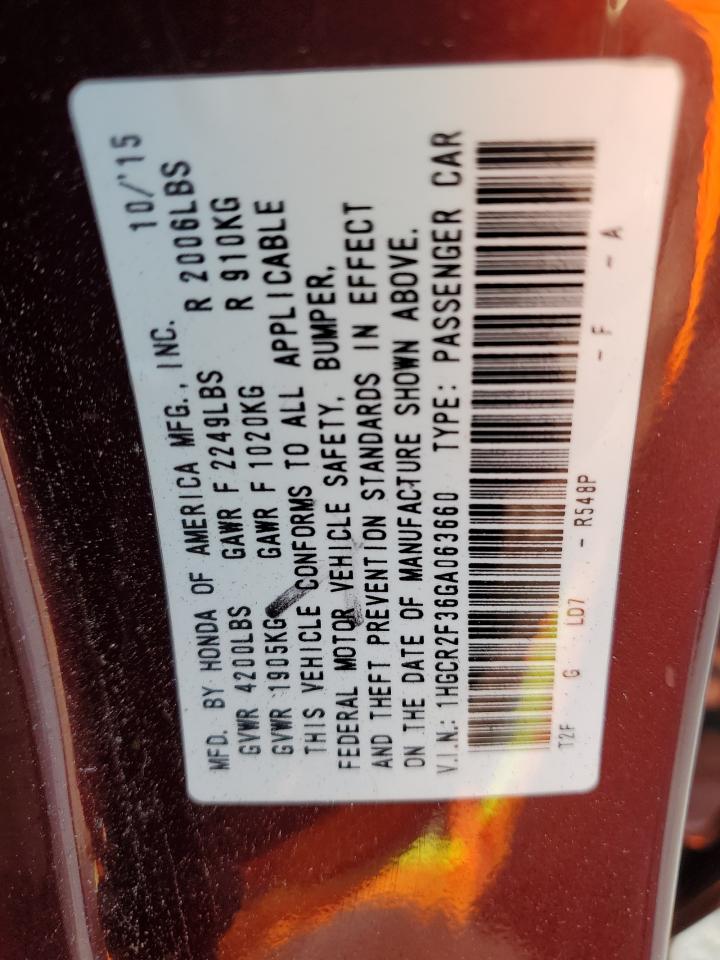 MFD. BY HONDA OF AMERICA MFG., INC. 10/'15
GVWR 4200LBS GAWR F 2249LBS R 2006LBS
GVWR 1905KG GAWR F 1020KG R 910KG
THIS VEHICLE CONFORMS TO ALL APPLICABLE
FEDERAL MOTOR VEHICLE SAFETY, BUMPER,
AND THEFT PREVENTION STANDARDS IN EFFECT
ON THE DATE OF MANUFACTURE SHOWN ABOVE.
V.I.N.: 1HGCR2F36GA063660 TYPE: PASSENGER CAR
T2F G LD7 - R548P - F - A